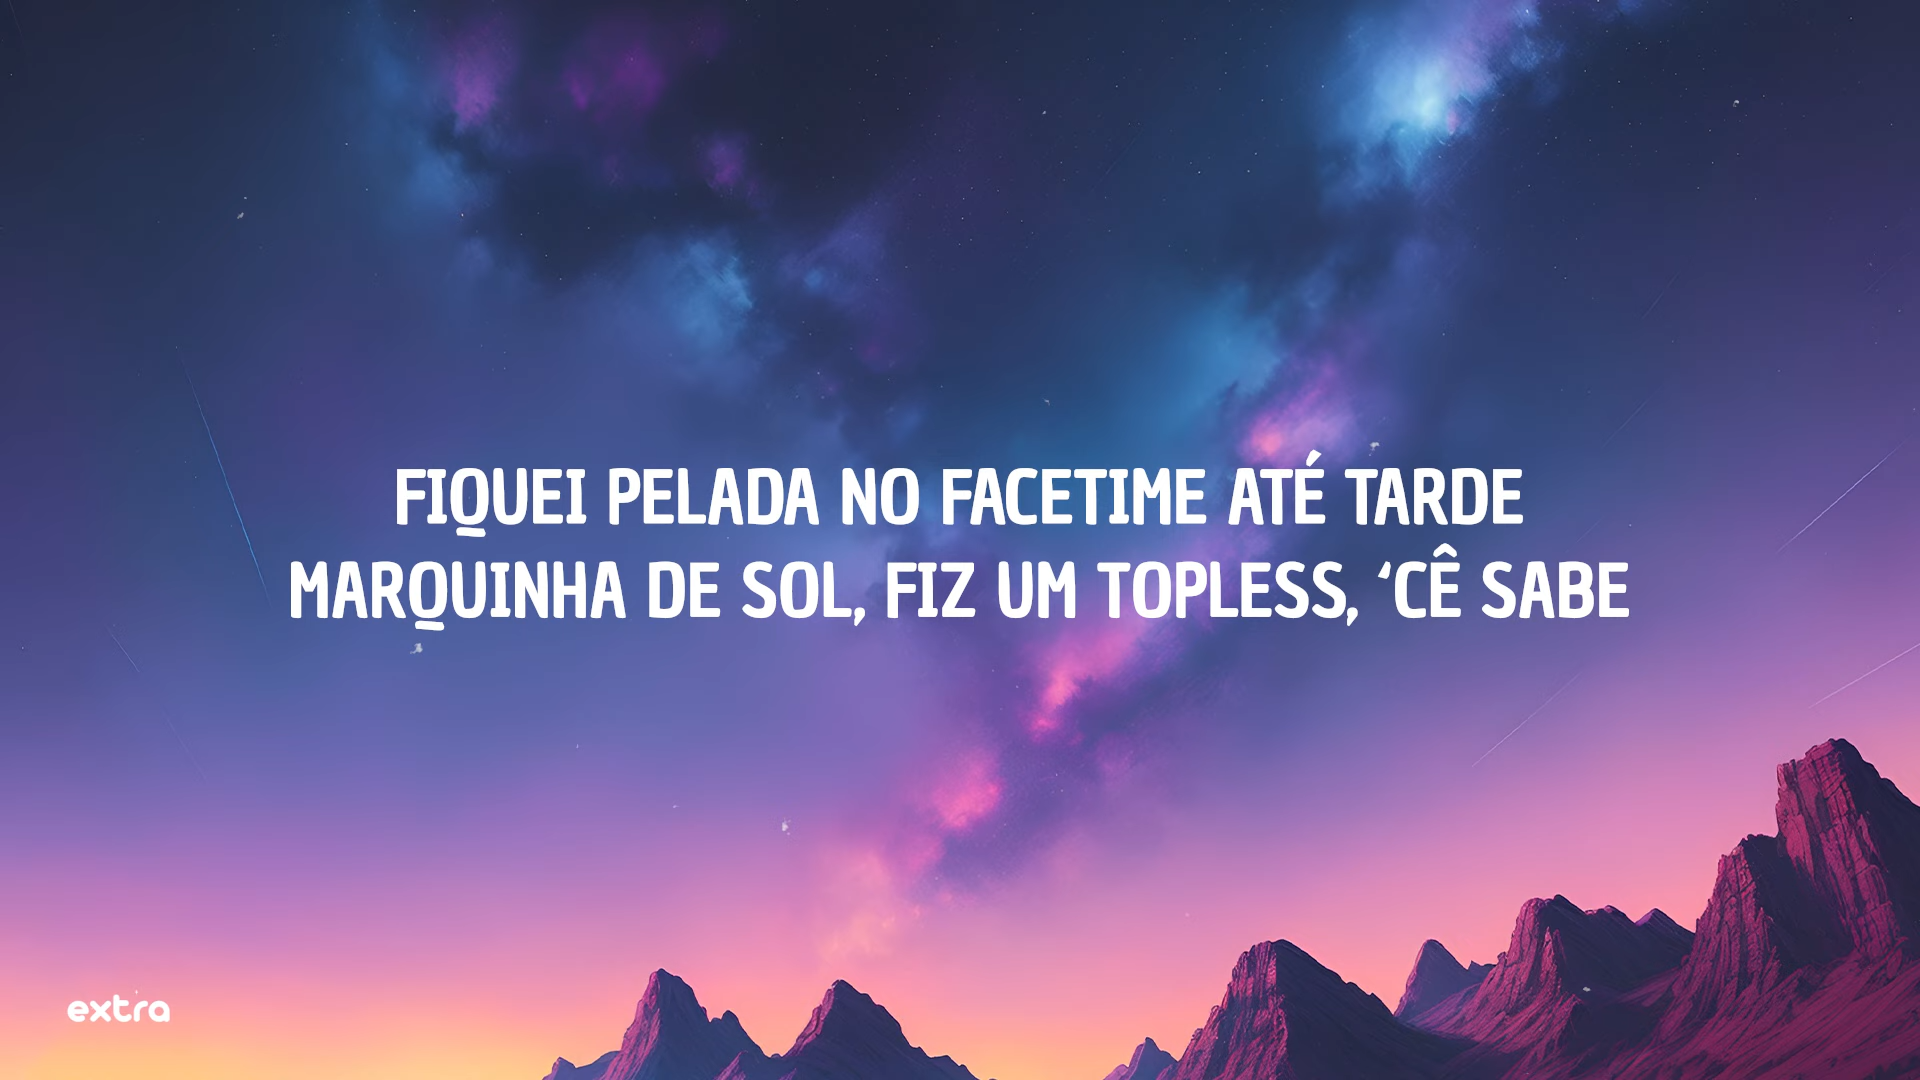 FIQUEI PELADA NO FACETIME ATÉ TARDE
MARQUINHA DE SOL, FIZ UM TOPLESS, ‘CÊ SABE
extra